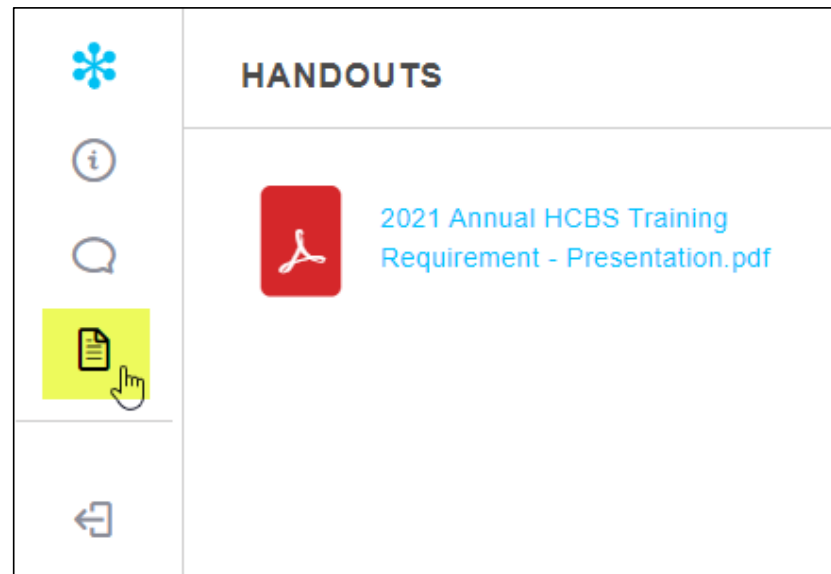 HANDOUTS
2021 Annual HCBS Training
Requirement - Presentation.pdf